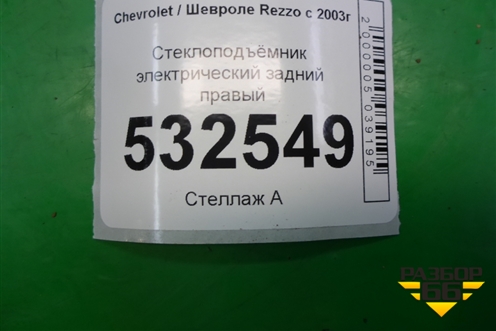 Chevrolet / Шевроле Rezzo с 2003г
Стеклоподъёмник
электрический задний
правый
532549
Стеллаж А
2000005039195
РАЗБОР
66